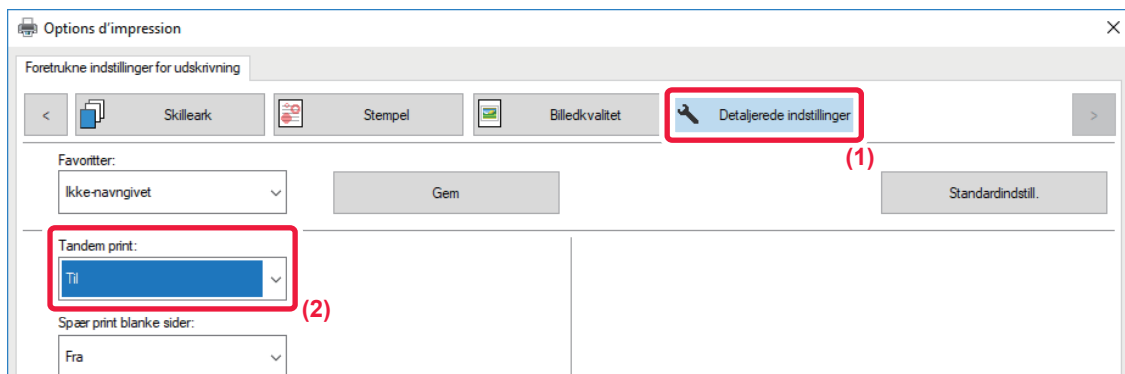 Options d'impression
Foretrukne indstillinger for udskrivning
< Skilleark Stempel Billedkvalitet Detaljerede indstillinger >
(1)
Favoritter:
Ikke-navngivet Gem Standardindstill.
Tandem print:
Til
(2)
Spær print blanke sider:
Fra